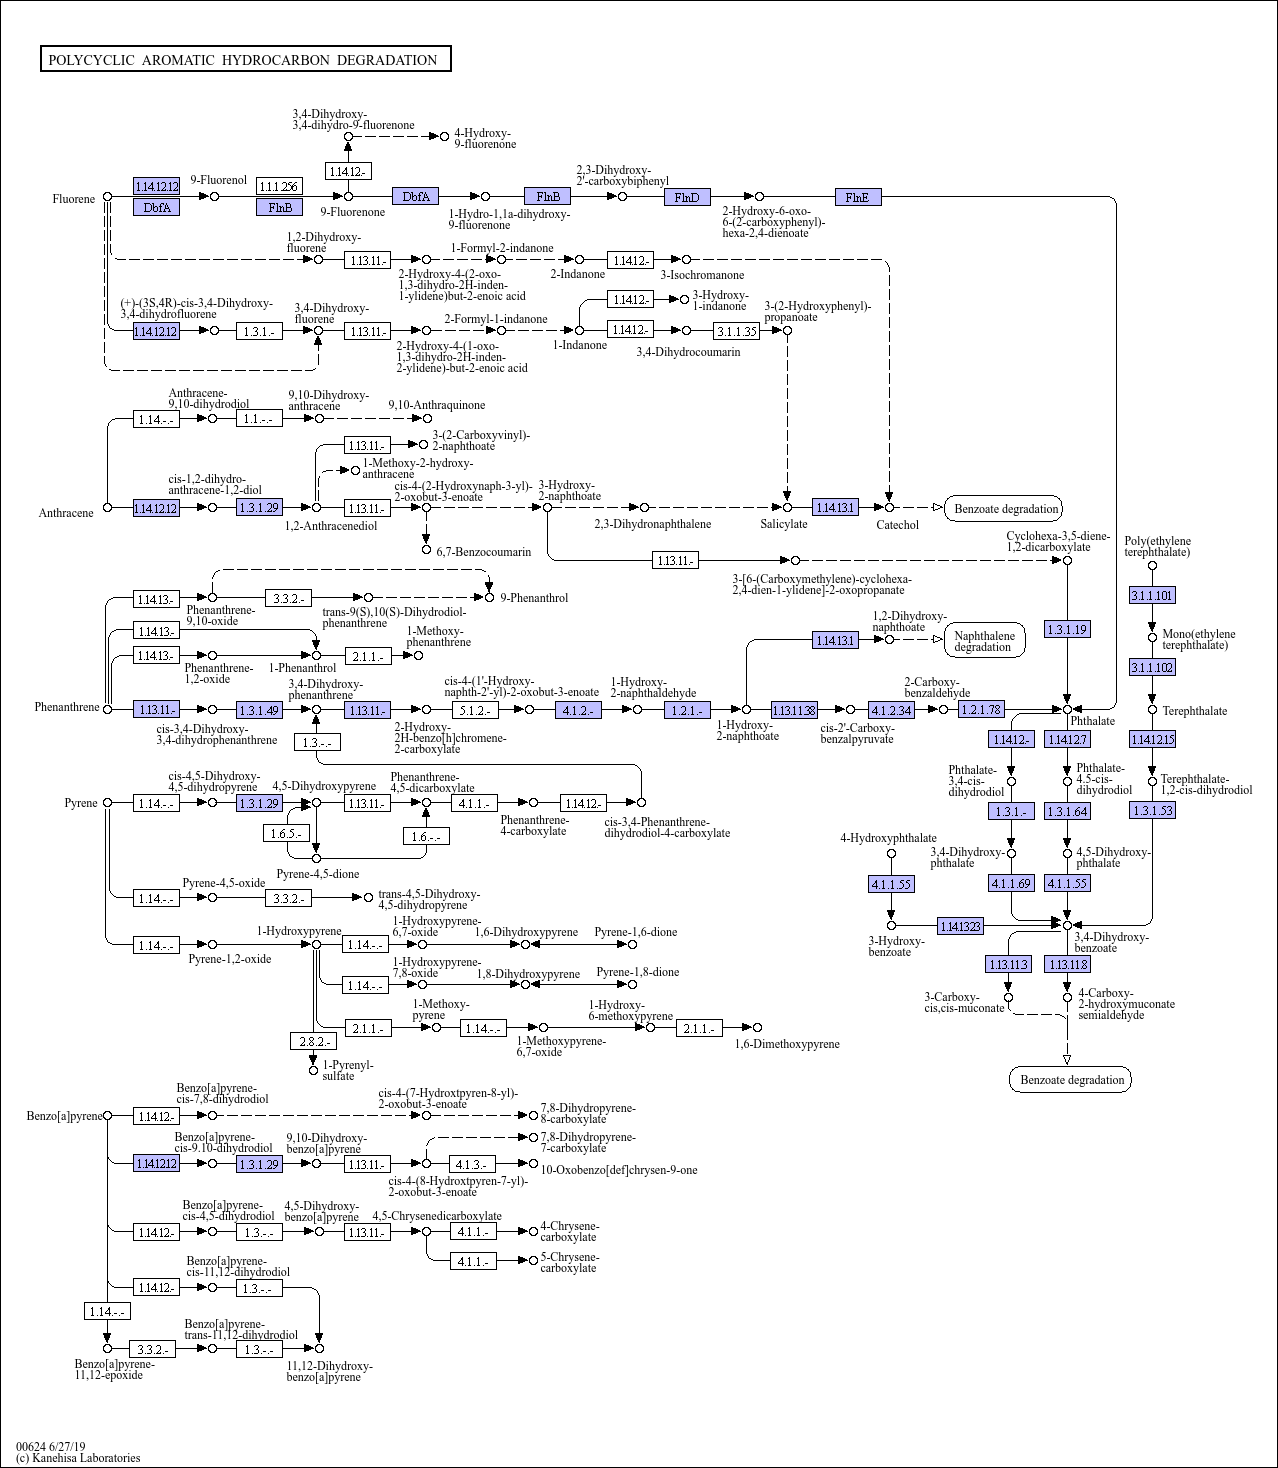 POLYCYCLIC AROMATIC HYDROCARBON DEGRADATION
3,4-Dihydroxy-
3,4-dihydro-9-fluorenone
4-Hydroxy-
9-fluorenone
1.14.12.-
Fluorene
1.14.12.12
DbfA
9-Fluorenol
1.1.1.256
FlnB
9-Fluorenone
DbfA
1-Hydro-1,1a-dihydroxy-
9-fluorenone
FlnB
2,3-Dihydroxy-
2'-carboxybiphenyl
FlnD
2-Hydroxy-6-oxo-
6-(2-carboxyphenyl)-
hexa-2,4-dienoate
FlnE
1,2-Dihydroxy-
fluorene
1.13.11.-
2-Hydroxy-4-(2-oxo-
1,3-dihydro-2H-inden-
1-ylidene)but-2-enoic acid
1-Formyl-2-indanone
2-Indanone
1.14.12.-
3-Isochromanone
(+)-(3S,4R)-cis-3,4-Dihydroxy-
3,4-dihydrofluorene
1.14.12.12
1.3.1.-
3,4-Dihydroxy-
fluorene
1.13.11.-
2-Hydroxy-4-(1-oxo-
1,3-dihydro-2H-inden-
2-ylidene)-but-2-enoic acid
2-Formyl-1-indanone
1-Indanone
1.14.12.-
3-Hydroxy-
1-indanone
1.14.12.-
3,4-Dihydrocoumarin
3.1.1.35
3-(2-Hydroxyphenyl)-
propanoate
Anthracene-
9,10-dihydrodiol
1.14.-.-
1.1.-.-
9,10-Dihydroxy-
anthracene
9,10-Anthraquinone
1.13.11.-
3-(2-Carboxyvinyl)-
2-naphthoate
1-Methoxy-2-hydroxy-
anthracene
Anthracene
1.14.12.12
cis-1,2-dihydro-
anthracene-1,2-diol
1.3.1.29
1,2-Anthracenediol
1.13.11.-
cis-4-(2-Hydroxynaph-3-yl)-
2-oxobut-3-enoate
6,7-Benzocoumarin
3-Hydroxy-
2-naphthoate
2,3-Dihydronaphthalene
Salicylate
1.14.13.1
Catechol
Benzoate degradation
1.13.11.-
3-[6-(Carboxymethylene)-cyclohexa-
2,4-dien-1-ylidene]-2-oxopropanate
Cyclohexa-3,5-diene-
1,2-dicarboxylate
Poly(ethylene
terephthalate)
3.1.1.101
Mono(ethylene
terephthalate)
3.1.1.102
Terephthalate
1.3.1.19
1.14.13.-
Phenanthrene-
9,10-oxide
3.3.2.-
trans-9(S),10(S)-Dihydrodiol-
phenanthrene
9-Phenanthrol
1.14.13.-
1.14.13.-
Phenanthrene-
1,2-oxide
1-Phenanthrol
2.1.1.-
1-Methoxy-
phenanthrene
1.14.13.1
1,2-Dihydroxy-
naphthoate
Naphthalene
degradation
Phenanthrene
1.13.11.-
cis-3,4-Dihydroxy-
3,4-dihydrophenanthrene
1.3.1.49
3,4-Dihydroxy-
phenanthrene
1.13.11.-
2-Hydroxy-
2H-benzo[h]chromene-
2-carboxylate
5.1.2.-
cis-4-(1'-Hydroxy-
naphth-2'-yl)-2-oxobut-3-enoate
4.1.2.-
1-Hydroxy-
2-naphthaldehyde
1.2.1.-
1-Hydroxy-
2-naphthoate
1.13.11.38
cis-2'-Carboxy-
benzalpyruvate
4.1.2.34
2-Carboxy-
benzaldehyde
1.2.1.78
Phthalate
1.3.-.-
1.14.12.-
1.14.12.7
1.14.12.15
Phthalate-
3,4-cis-
dihydrodiol
Phthalate-
4.5-cis-
dihydrodiol
Terephthalate-
1,2-cis-dihydrodiol
1.3.1.-
1.3.1.64
1.3.1.53
Pyrene
1.14.-.-
cis-4,5-Dihydroxy-
4,5-dihydropyrene
1.3.1.29
4,5-Dihydroxypyrene
1.13.11.-
Phenanthrene-
4,5-dicarboxylate
4.1.1.-
Phenanthrene-
4-carboxylate
1.14.12.-
cis-3,4-Phenanthrene-
dihydrodiol-4-carboxylate
1.6.5.-
1.6.-.-
Pyrene-4,5-dione
4-Hydroxyphthalate
3,4-Dihydroxy-
phthalate
4,5-Dihydroxy-
phthalate
4.1.1.55
4.1.1.69
4.1.1.55
3-Hydroxy-
benzoate
1.14.13.23
3,4-Dihydroxy-
benzoate
1.13.11.3
1.13.11.8
3-Carboxy-
cis,cis-muconate
4-Carboxy-
2-hydroxymuconate
semialdehyde
Benzoate degradation
1.14.-.-
Pyrene-4,5-oxide
3.3.2.-
trans-4,5-Dihydroxy-
4,5-dihydropyrene
1.14.-.-
Pyrene-1,2-oxide
1-Hydroxypyrene
1.14.-.-
1-Hydroxypyrene-
6,7-oxide
1,6-Dihydroxypyrene
Pyrene-1,6-dione
1.14.-.-
1-Hydroxypyrene-
7,8-oxide
1,8-Dihydroxypyrene
Pyrene-1,8-dione
2.1.1.-
1-Methoxy-
pyrene
1.14.-.-
1-Methoxypyrene-
6,7-oxide
1-Hydroxy-
6-methoxypyrene
2.1.1.-
1,6-Dimethoxypyrene
2.8.2.-
1-Pyrenyl-
sulfate
Benzo[a]pyrene
1.14.12.-
Benzo[a]pyrene-
cis-7,8-dihydrodiol
cis-4-(7-Hydroxtpyren-8-yl)-
2-oxobut-3-enoate
7,8-Dihydropyrene-
8-carboxylate
1.14.12.12
Benzo[a]pyrene-
cis-9,10-dihydrodiol
1.3.1.29
9,10-Dihydroxy-
benzo[a]pyrene
1.13.11.-
cis-4-(8-Hydroxtpyren-7-yl)-
2-oxobut-3-enoate
7,8-Dihydropyrene-
7-carboxylate
4.1.3.-
10-Oxobenzo[def]chrysen-9-one
1.14.12.-
Benzo[a]pyrene-
cis-4,5-dihydrodiol
1.3.-.-
4,5-Dihydroxy-
benzo[a]pyrene
1.13.11.-
4,5-Chrysenedicarboxylate
4.1.1.-
4-Chrysene-
carboxylate
4.1.1.-
5-Chrysene-
carboxylate
1.14.12.-
Benzo[a]pyrene-
cis-11,12-dihydrodiol
1.3.-.-
1.14.-.-
Benzo[a]pyrene-
11,12-epoxide
3.3.2.-
Benzo[a]pyrene-
trans-11,12-dihydrodiol
1.3.-.-
11,12-Dihydroxy-
benzo[a]pyrene
00624 6/27/19
(c) Kanehisa Laboratories